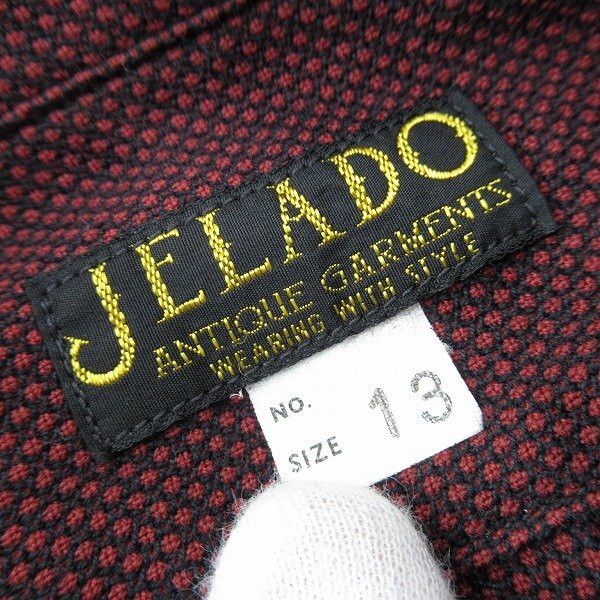 JELADO
ANTIQUE GARMENTS
WEARING WITH STYLE
NO.
SIZE 13